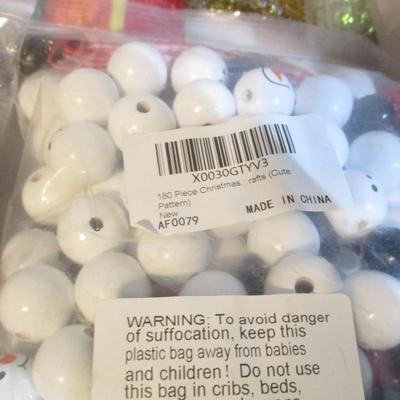 X0030GTYV3
160 Piece Christmas...rafts (Cute
Pattern)
New
AF0079
MADE IN CHINA
WARNING: To avoid danger
of suffocation, keep this
plastic bag away from babies
and children! Do not use
this bag in cribs, beds,